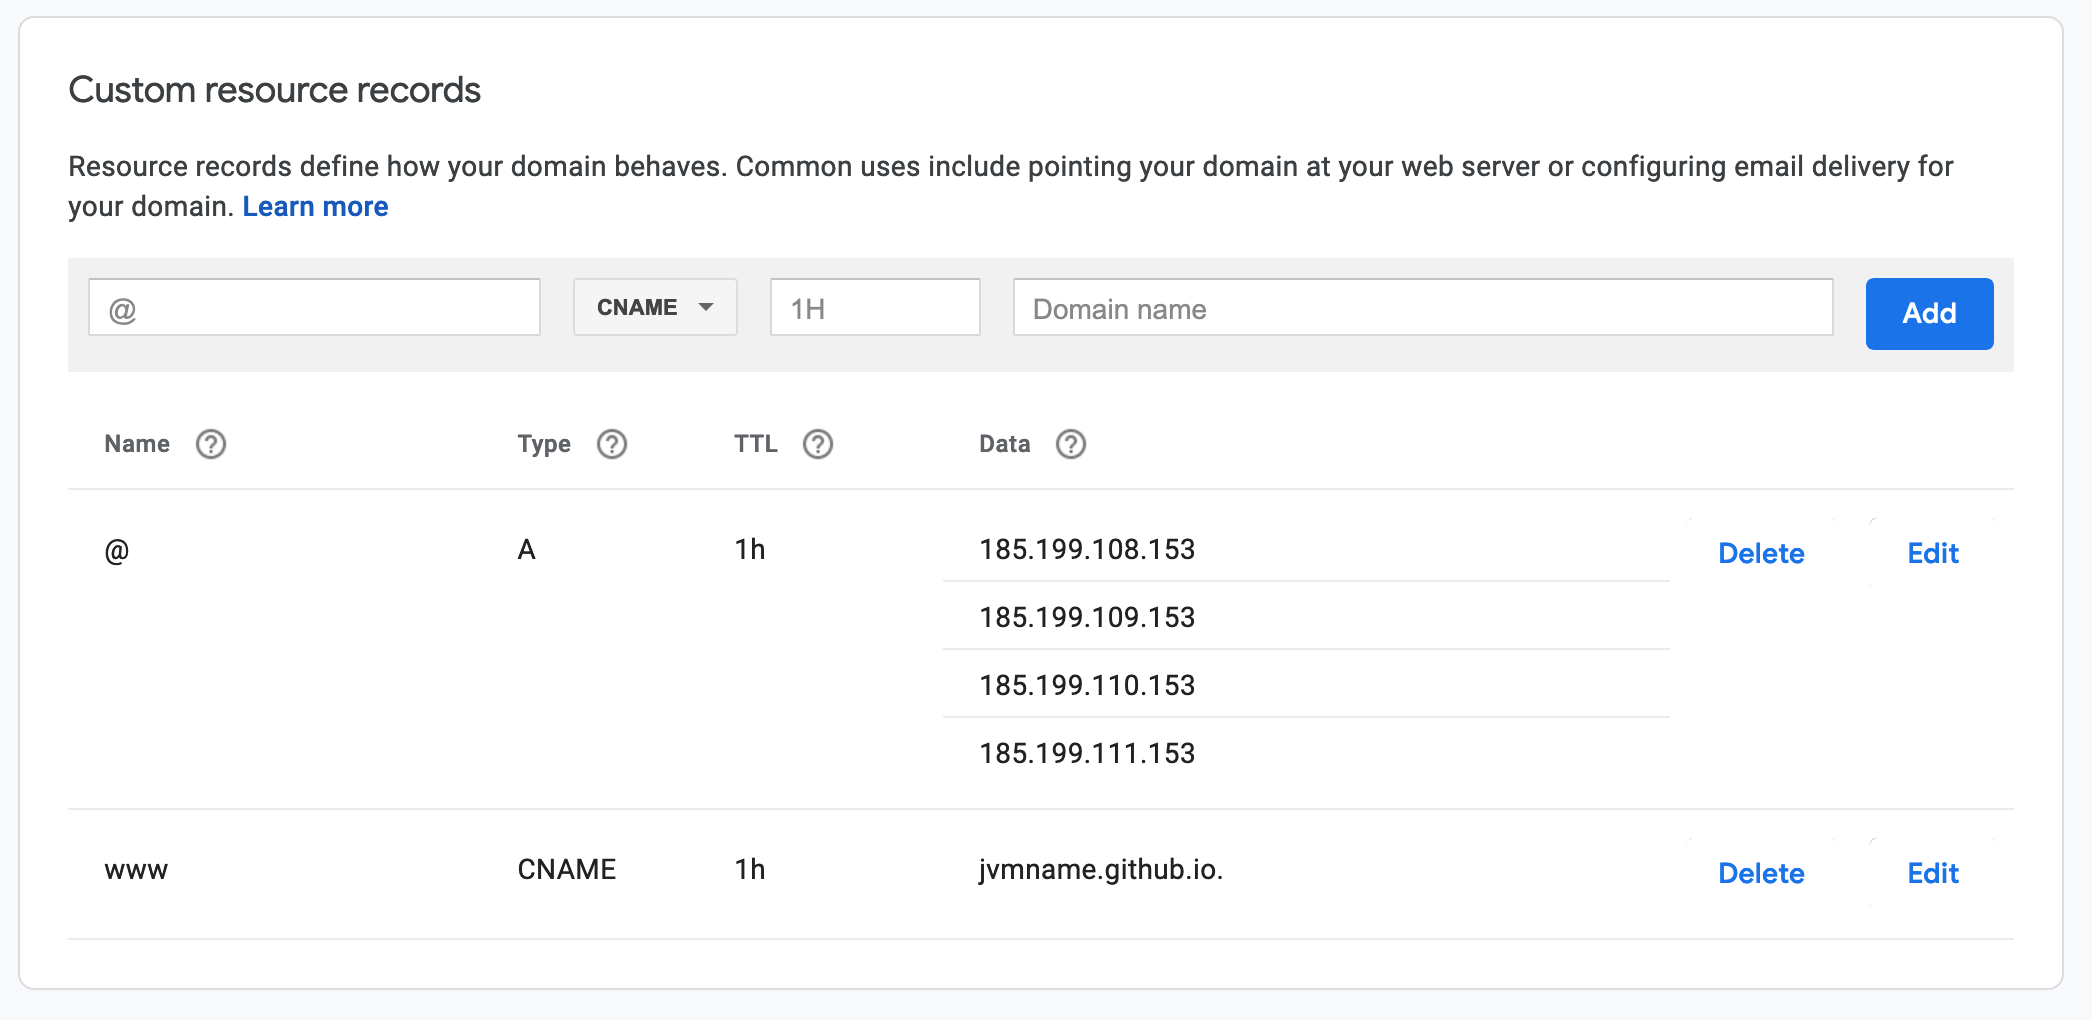 Custom resource records
Resource records define how your domain behaves. Common uses include pointing your domain at your web server or configuring email delivery for
your domain. Learn more
@ CNAME 1H Domain name Add
Name ? Type ? TTL ? Data ?
@ A 1h 185.199.108.153 Delete Edit
185.199.109.153
185.199.110.153
185.199.111.153
www CNAME 1h jvmname.github.io. Delete Edit